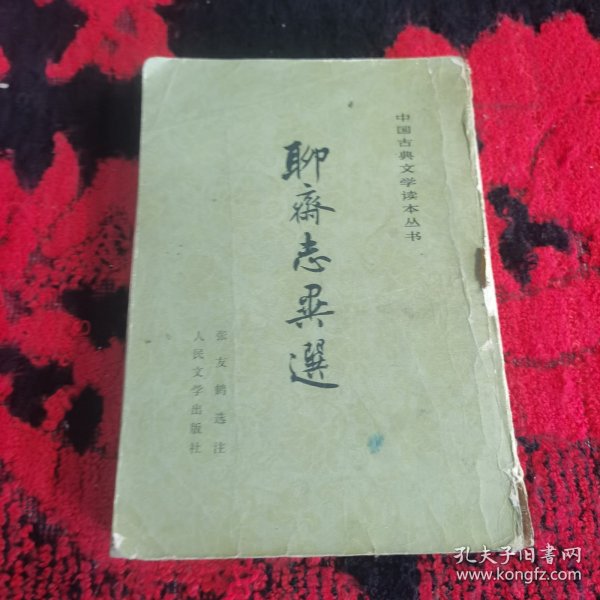 中国古典文学读本丛书
聊齋志異選
张友鹤选注
人民文学出版社
孔夫子旧书网
www.kongfz.com